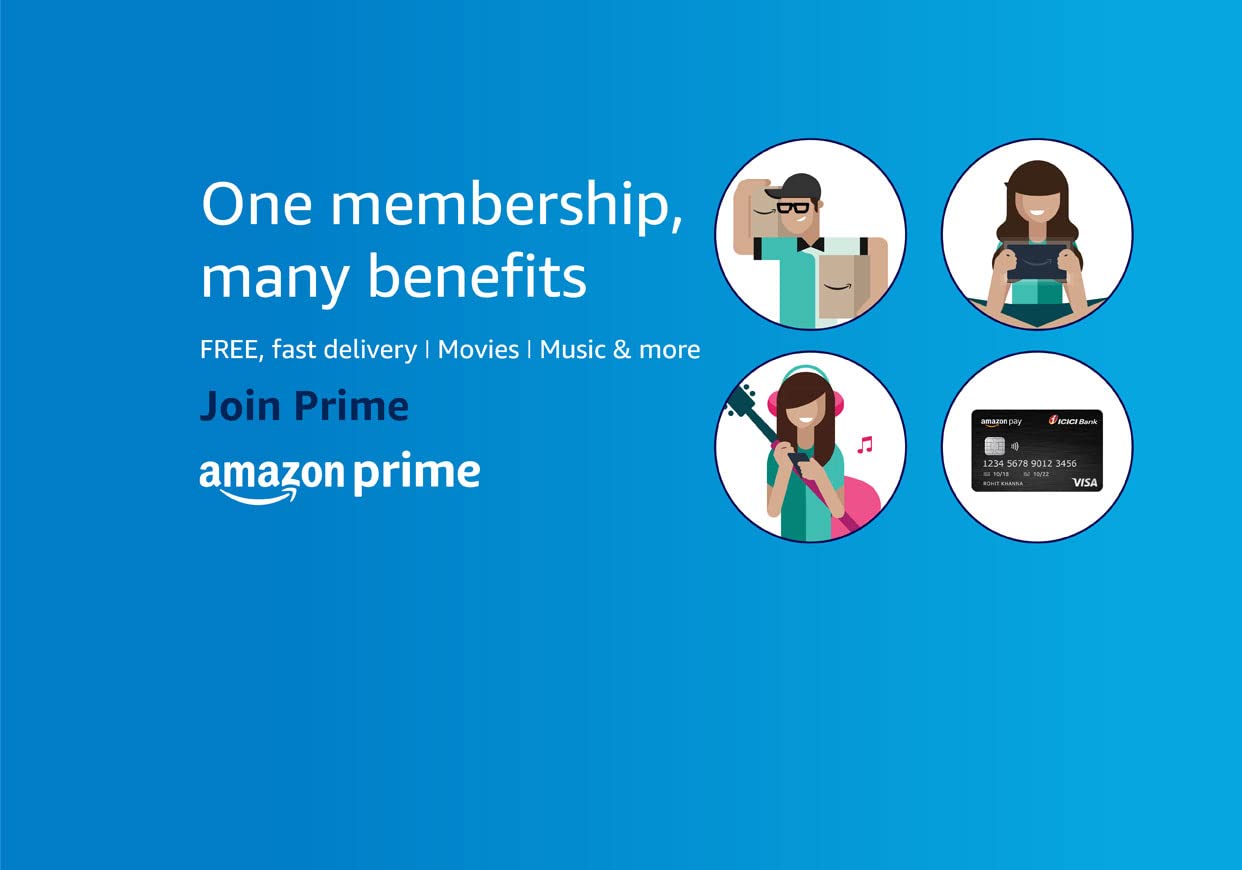 One membership,
many benefits
FREE, fast delivery | Movies | Music & more
Join Prime
amazon prime
amazon pay
ICICI Bank
1234 5678 9012 3456
10/18
10/22
ROHIT KHANNA
VISA